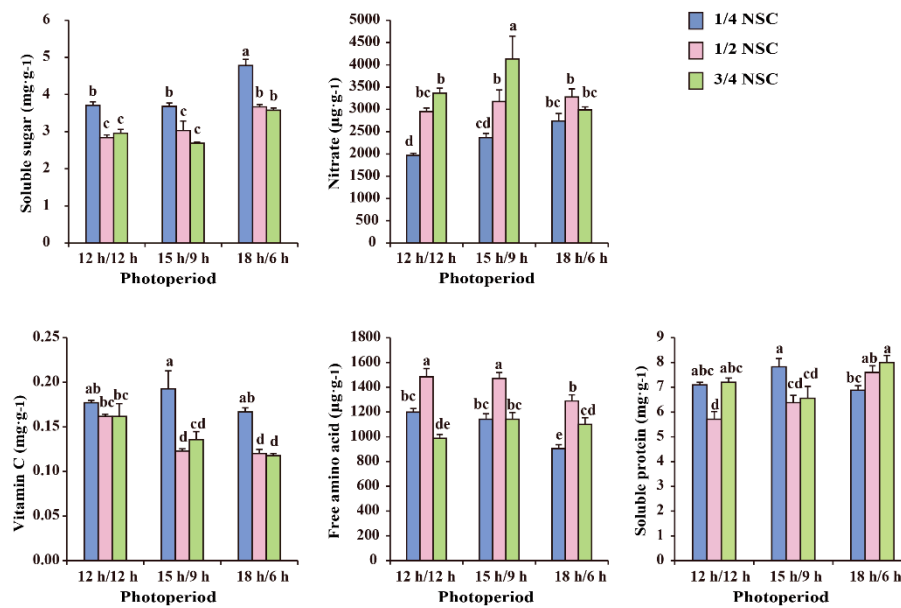 1/4 NSC
1/2 NSC
3/4 NSC
Soluble sugar (mg·g-1)
6
5
4
3
2
1
0
b
c
c
b
c
c
a
b
b
12 h/12 h 15 h/9 h 18 h/6 h
Photoperiod
Nitrate (µg·g-1)
5000
4500
4000
3500
3000
2500
2000
1500
1000
500
0
d
bc
b
cd
b
a
bc
b
bc
12 h/12 h 15 h/9 h 18 h/6 h
Photoperiod
Vitamin C (mg·g-1)
0.25
0.20
0.15
0.10
0.05
0.00
ab
bc
bc
a
d
cd
ab
d
d
12 h/12 h 15 h/9 h 18 h/6 h
Photoperiod
Free amino acid (µg·g-1)
1800
1600
1400
1200
1000
800
600
400
200
0
bc
a
de
bc
a
bc
e
b
cd
12 h/12 h 15 h/9 h 18 h/6 h
Photoperiod
Soluble protein (mg·g-1)
9
8
7
6
5
4
3
2
1
0
abc
d
abc
a
cd
cd
bc
ab
a
12 h/12 h 15 h/9 h 18 h/6 h
Photoperiod